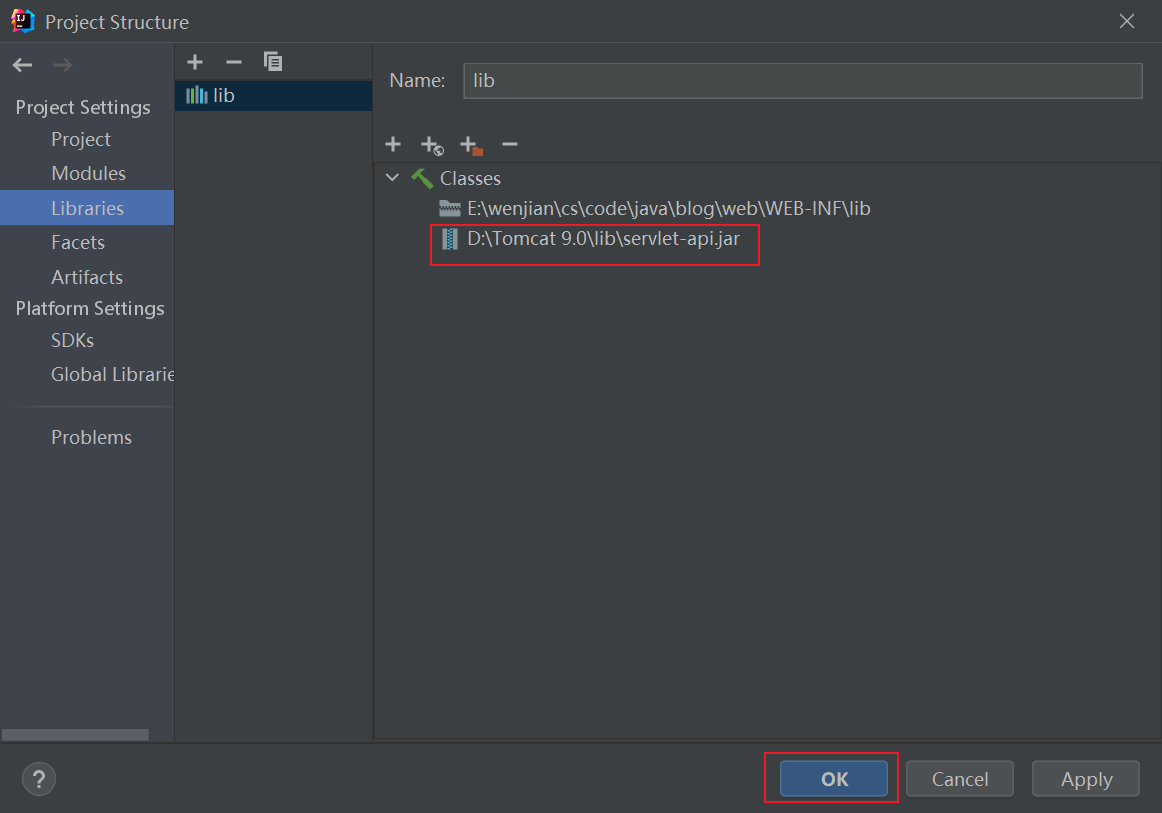 Project Structure
Project Settings
Project
Modules
Libraries
Facets
Artifacts
Platform Settings
SDKs
Global Librarie
Problems
lib
Name:
lib
Classes
E:\wenjian\cs\code\java\blog\web\WEB-INF\lib
D:\Tomcat 9.0\lib\servlet-api.jar
?
OK
Cancel
Apply